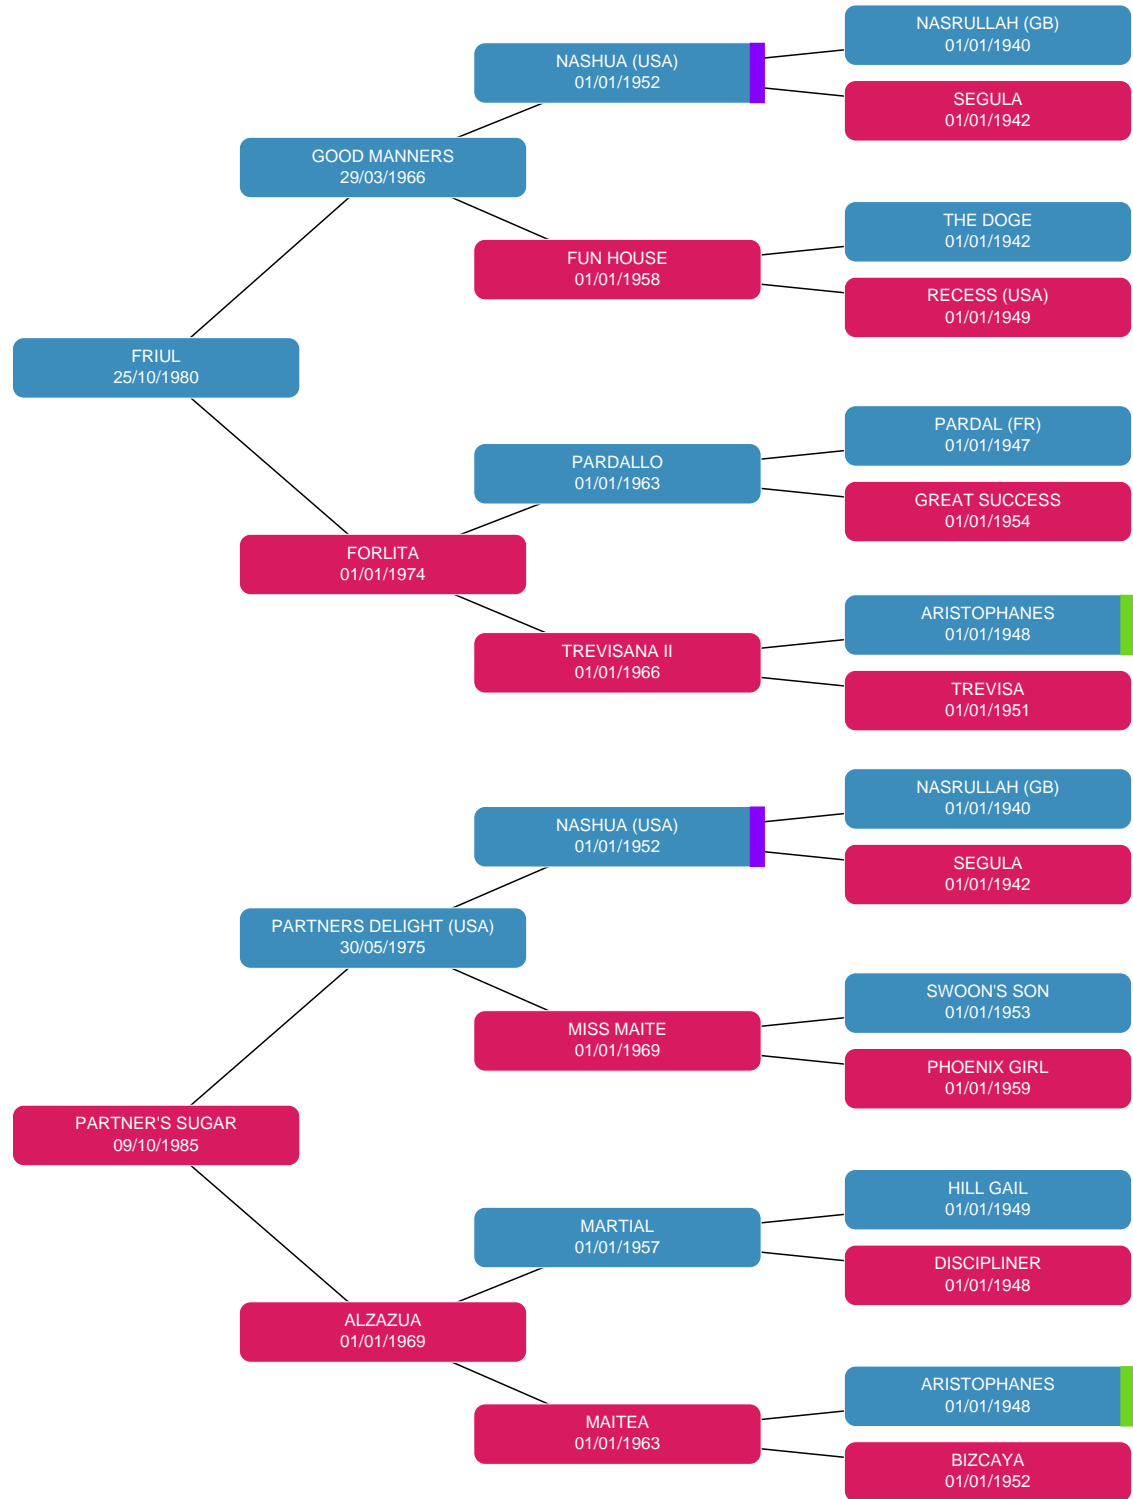 NASRULLAH (GB)
01/01/1940
NASHUA (USA)
01/01/1952
SEGULA
01/01/1942
GOOD MANNERS
29/03/1966
THE DOGE
01/01/1942
FUN HOUSE
01/01/1958
RECESS (USA)
01/01/1949
FRIUL
25/10/1980
PARDAL (FR)
01/01/1947
PARDALLO
01/01/1963
GREAT SUCCESS
01/01/1954
FORLITA
01/01/1974
ARISTOPHANES
01/01/1948
TREVISANA II
01/01/1966
TREVISA
01/01/1951
NASRULLAH (GB)
01/01/1940
NASHUA (USA)
01/01/1952
SEGULA
01/01/1942
PARTNERS DELIGHT (USA)
30/05/1975
SWOON'S SON
01/01/1953
MISS MAITE
01/01/1969
PHOENIX GIRL
01/01/1959
PARTNER'S SUGAR
09/10/1985
HILL GAIL
01/01/1949
MARTIAL
01/01/1957
DISCIPLINER
01/01/1948
ALZAZUA
01/01/1969
ARISTOPHANES
01/01/1948
MAITEA
01/01/1963
BIZCAYA
01/01/1952